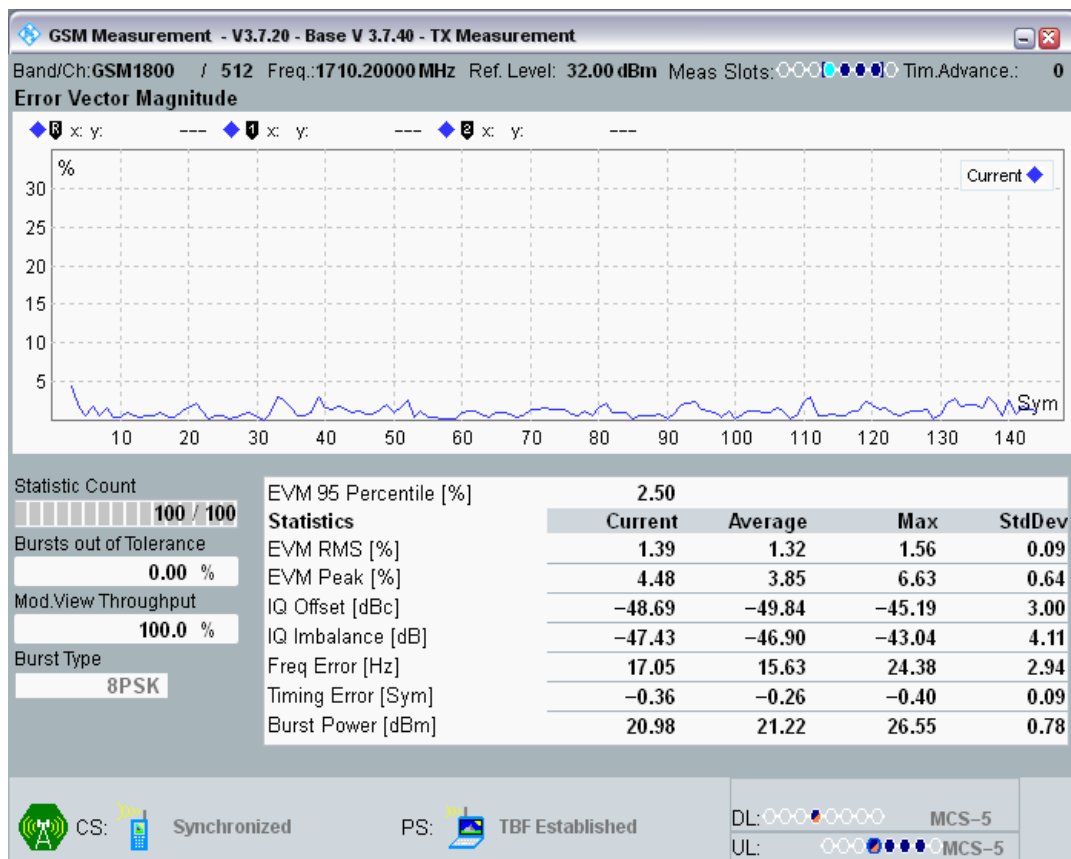 GSM Measurement - V3.7.20 - Base V 3.7.40 - TX Measurement
Band/Ch:GSM1800 / 512 Freq.:1710.20000 MHz Ref. Level: 32.00 dBm Meas Slots: Tim.Advance.: 0
Error Vector Magnitude
R x: y: --- 1 x: y: --- 2 x: y: ---
%
Current
30
25
20
15
10
5
Sym
10 20 30 40 50 60 70 80 90 100 110 120 130 140
Statistic Count
100 / 100
Bursts out of Tolerance
0.00 %
Mod.View Throughput
100.0 %
Burst Type
8PSK
EVM 95 Percentile [%] 2.50
Statistics Current Average Max StdDev
EVM RMS [%] 1.39 1.32 1.56 0.09
EVM Peak [%] 4.48 3.85 6.63 0.64
IQ Offset [dBc] −48.69 −49.84 −45.19 3.00
IQ Imbalance [dB] −47.43 −46.90 −43.04 4.11
Freq Error [Hz] 17.05 15.63 24.38 2.94
Timing Error [Sym] −0.36 −0.26 −0.40 0.09
Burst Power [dBm] 20.98 21.22 26.55 0.78
CS: Synchronized PS: TBF Established
DL: MCS−5
UL: MCS−5